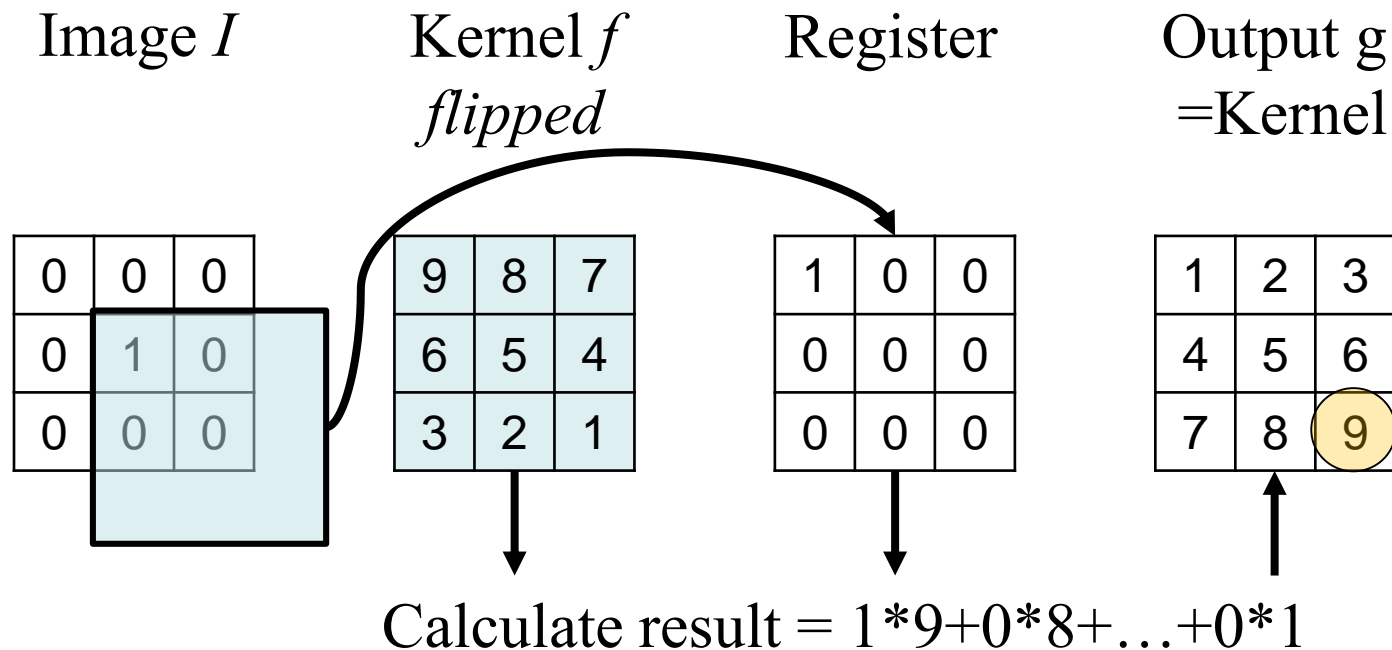 Image I Kernel f Register Output g
flipped =Kernel
0 0 0 9 8 7 1 0 0 1 2 3
0 1 0 6 5 4 0 0 0 4 5 6
0 0 0 3 2 1 0 0 0 7 8 9
Calculate result = 1*9+0*8+…+0*1